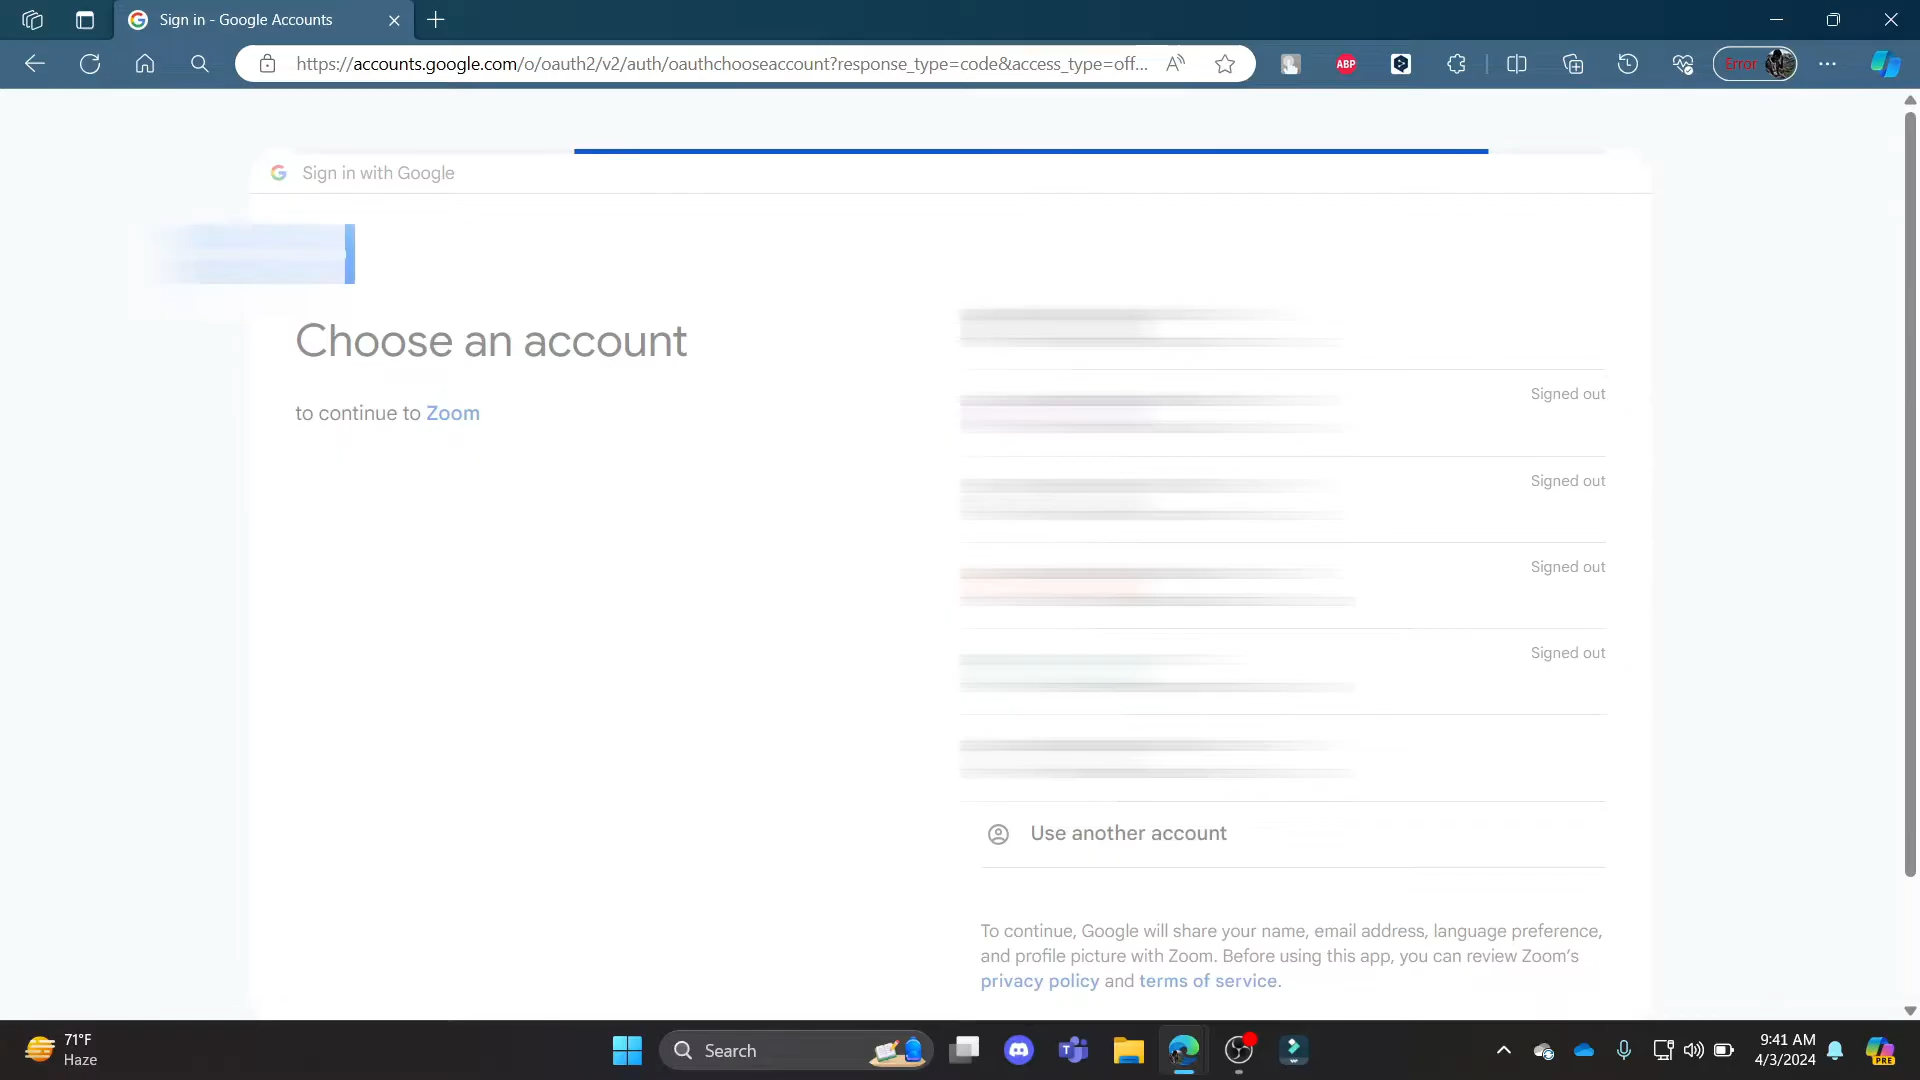 Sign in - Google Accounts
https://accounts.google.com/o/oauth2/v2/auth/oauthchooseaccount?response_type=code&access_type=off...
ABP
Error
Sign in with Google
Choose an account
to continue to Zoom
Signed out
Signed out
Signed out
Signed out
Use another account
To continue, Google will share your name, email address, language preference,
and profile picture with Zoom. Before using this app, you can review Zoom's
privacy policy and terms of service.
71°F
Haze
Search
9:41 AM
4/3/2024
PRE